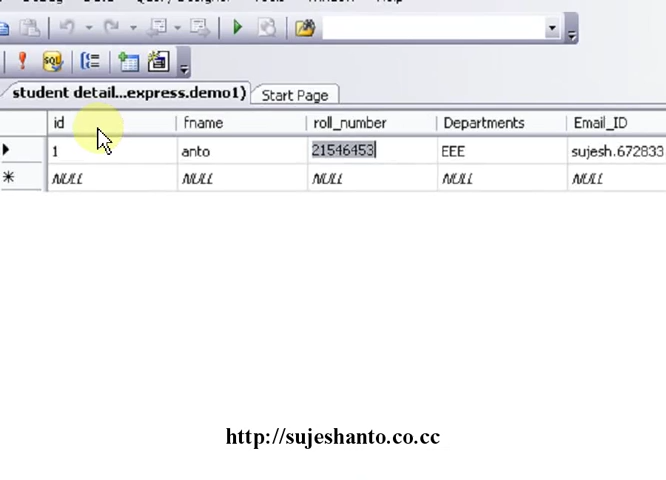 SQL
student detail...express.demo1) Start Page
id fname roll_number Departments Email_ID
1 anto 21546453 EEE sujesh.672833
NULL NULL NULL NULL NULL
http://sujeshanto.co.cc